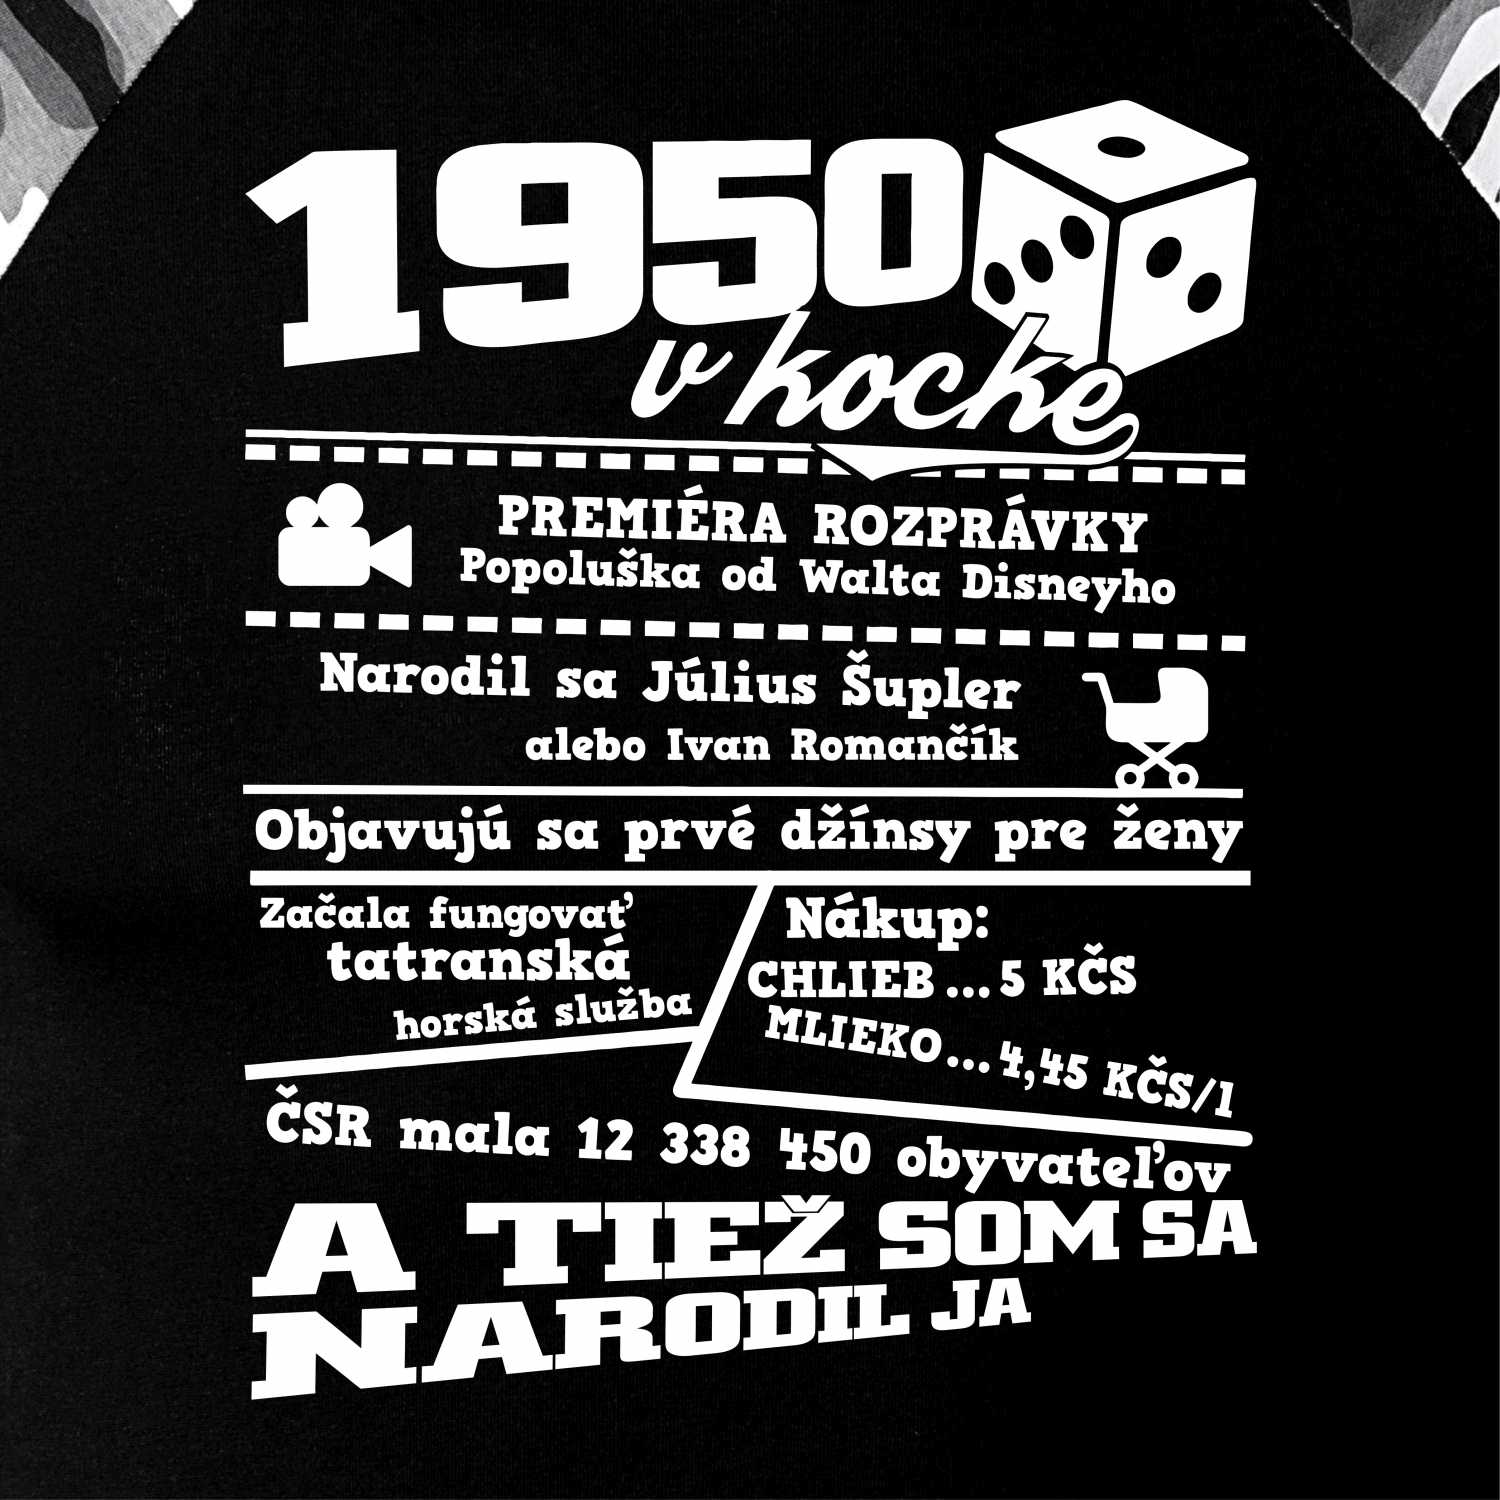 1950
v kocke
PREMIÉRA ROZPRÁVKY
Popoluška od Walta Disneyho
Narodil sa Július Šupler
alebo Ivan Romančík
Objavujú sa prvé džínsy pre ženy
Začala fungovať
tatranská
horská služba
Nákup:
CHLIEB...5 KČS
MLIEKO...4,45 KČS/l
ČSR mala 12 338 450 obyvateľov
A TIEŽ SOM SA
NARODIL JA